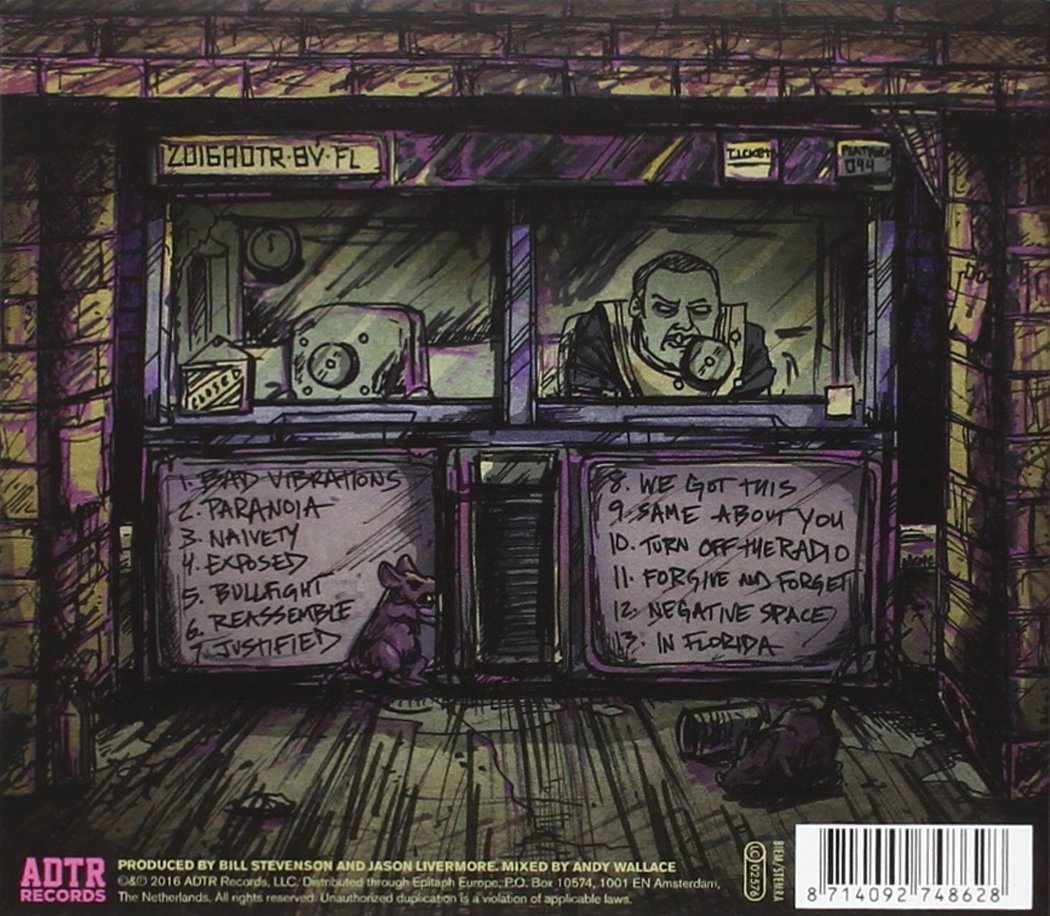 2016ADTR·BV·FL
TICKET
PLATFORM
044
CLOSED
1. BAD VIBRATIONS
2. PARANOIA
3. NAIVETY
4. EXPOSED
5. BULLFIGHT
6. REASSEMBLE
7. JUSTIFIED
8. WE GOT THIS
9. SAME ABOUT YOU
10. TURN OFF THE RADIO
11. FORGIVE AND FORGET
12. NEGATIVE SPACE
13. IN FLORIDA
ADTR
RECORDS
PRODUCED BY BILL STEVENSON AND JASON LIVERMORE. MIXED BY ANDY WALLACE
℗&© 2016 ADTR Records, LLC. Distributed through Epitaph Europe, P.O. Box 10574, 1001 EN Amsterdam,
The Netherlands. All rights reserved. Unauthorized duplication is a violation of applicable laws.
LC 02576
BIEM/STEMRA
8 714092 748628